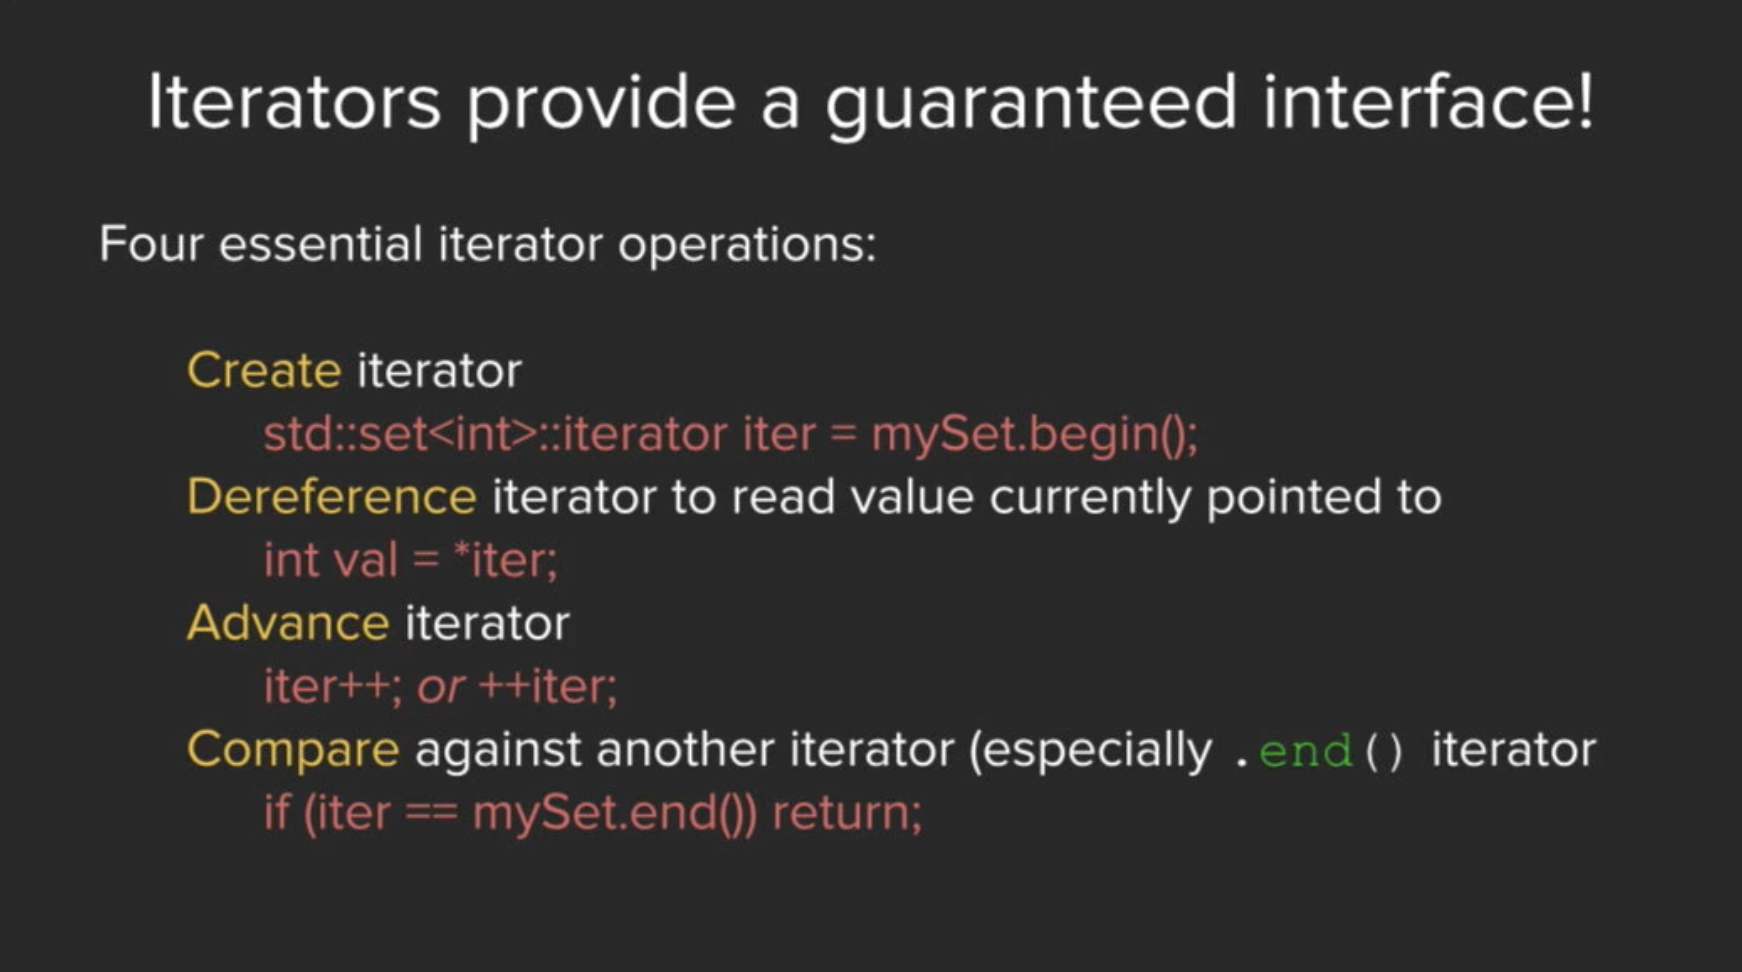 Iterators provide a guaranteed interface!
Four essential iterator operations:
Create iterator
std::set<int>::iterator iter = mySet.begin();
Dereference iterator to read value currently pointed to
int val = *iter;
Advance iterator
iter++; or ++iter;
Compare against another iterator (especially .end() iterator
if (iter == mySet.end()) return;